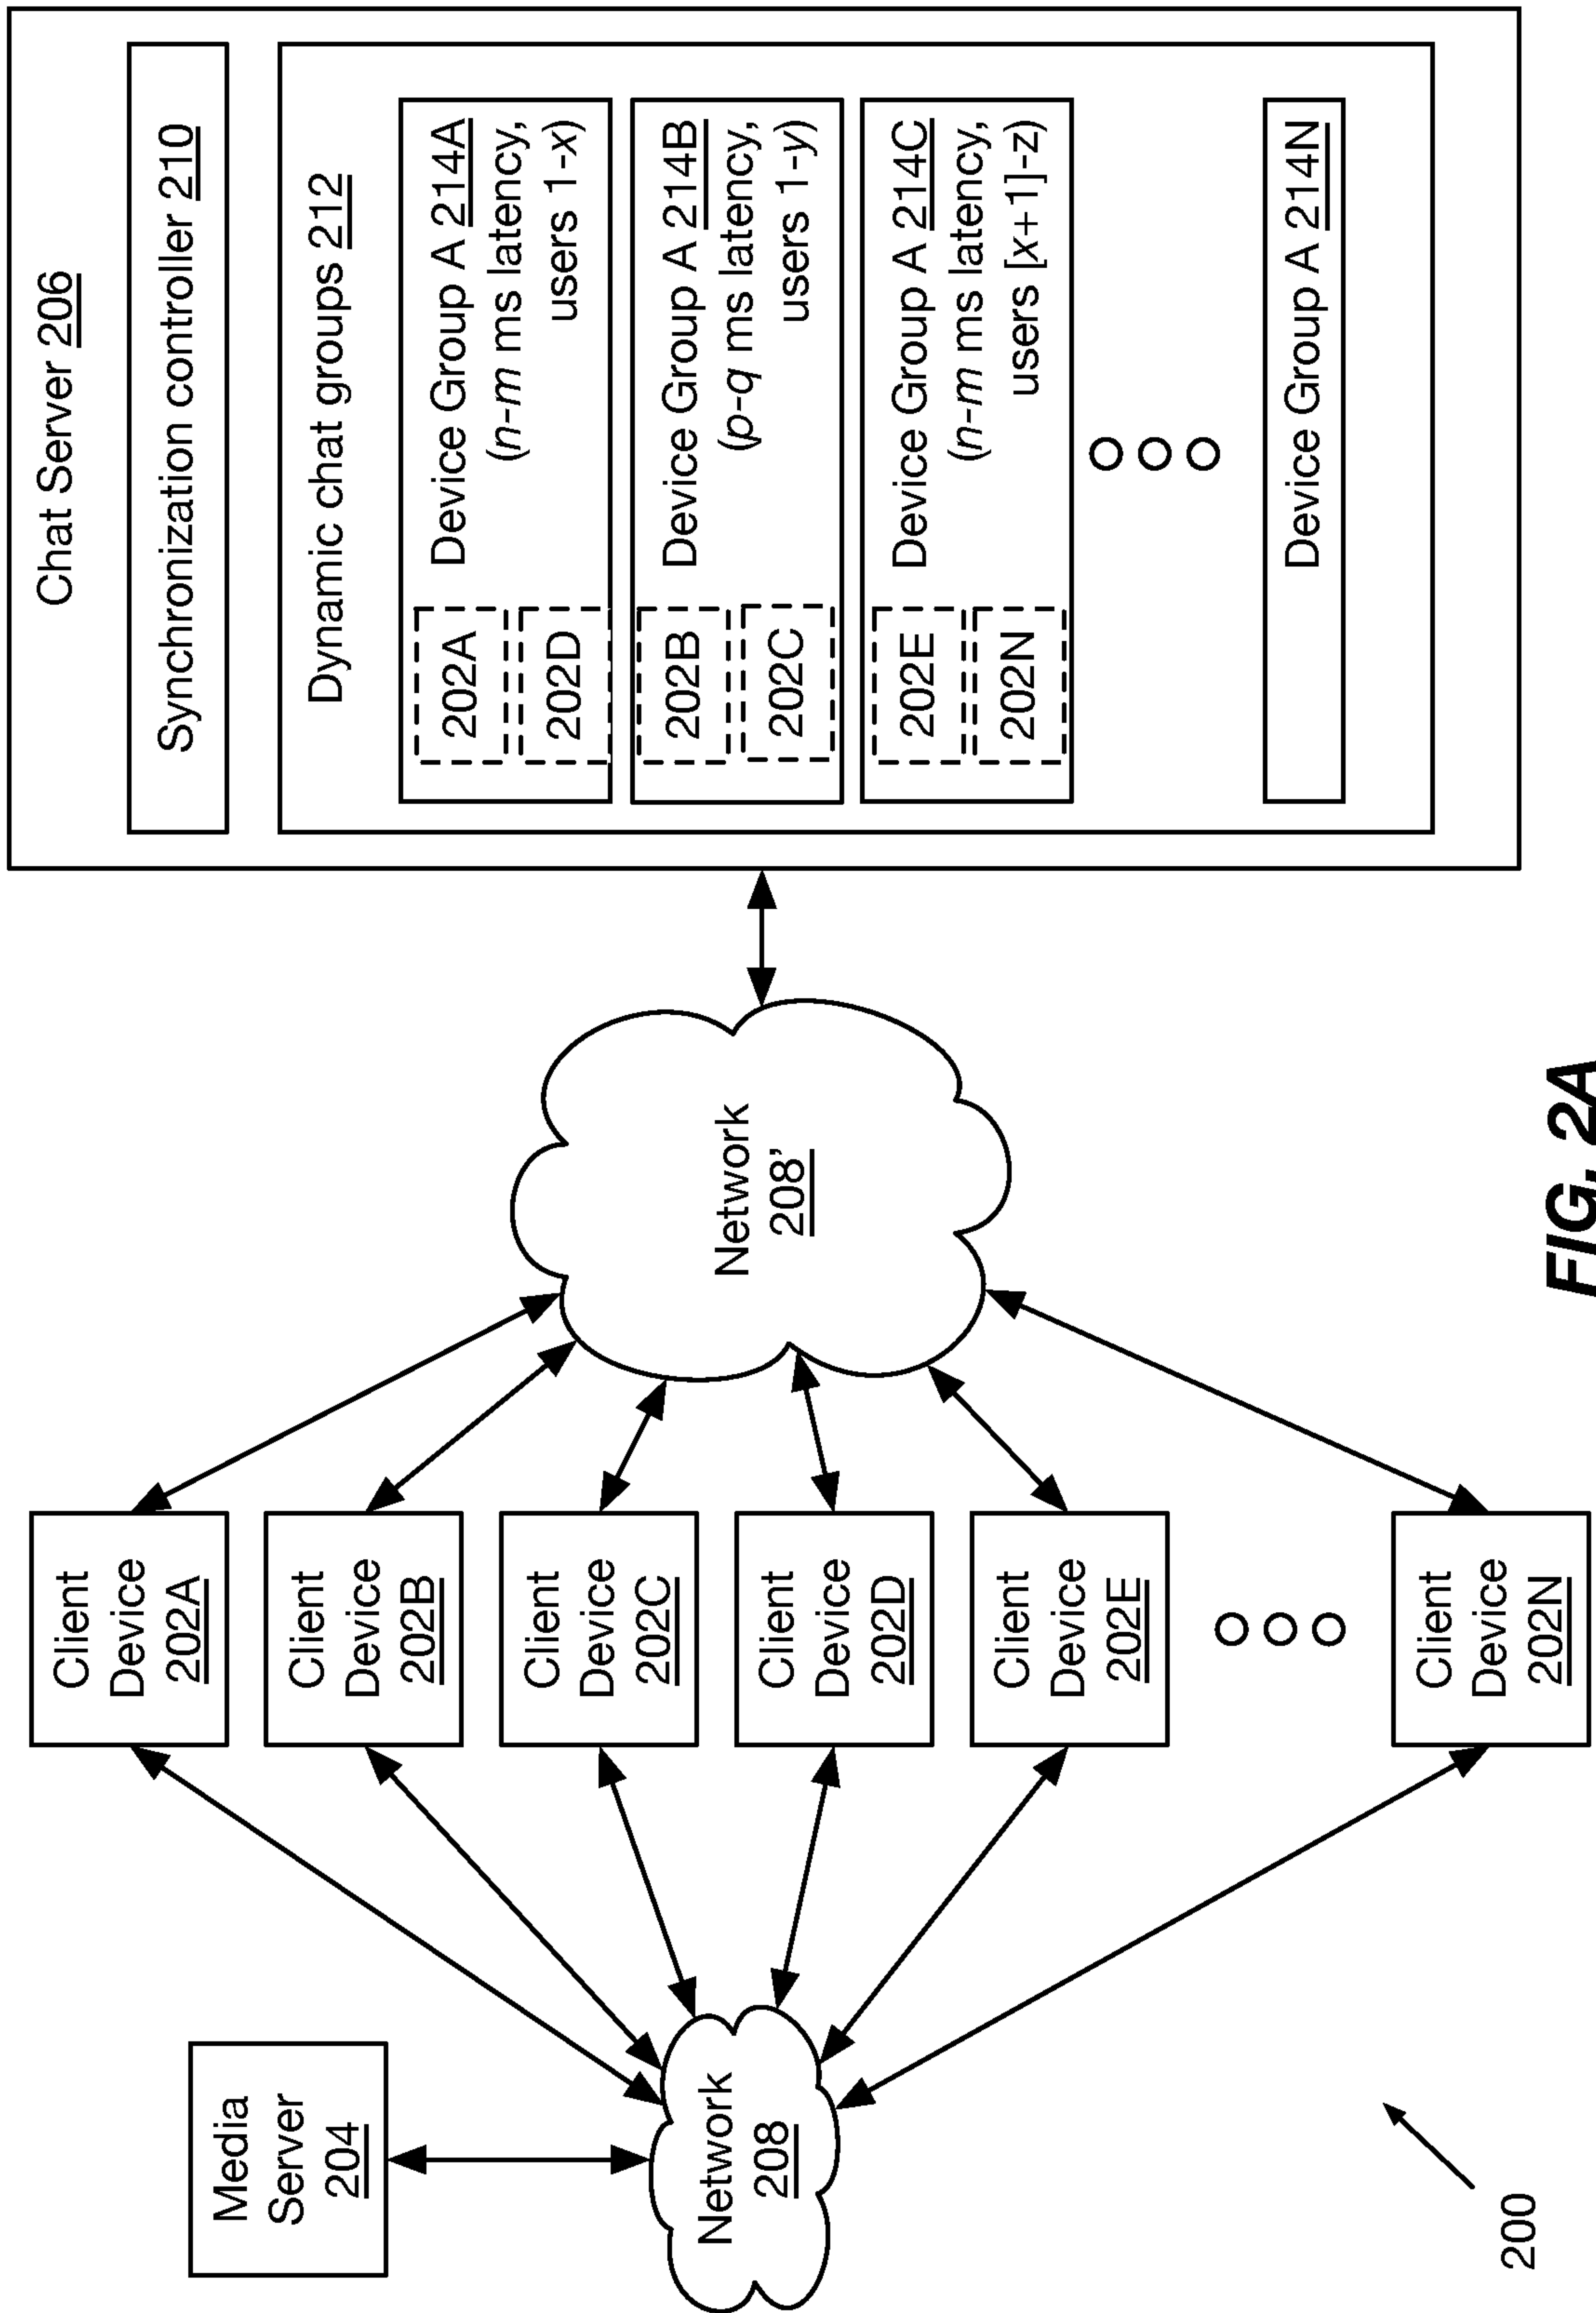 Media
Server
204
Network
208
Client
Device
202A
Client
Device
202B
Client
Device
202C
Client
Device
202D
Client
Device
202E
Client
Device
202N
Network
208'
Chat Server 206
Synchronization controller 210
Dynamic chat groups 212
202A
202D
Device Group A 214A
(n-m ms latency,
users 1-x)
202B
202C
Device Group A 214B
(p-q ms latency,
users 1-y)
202E
202N
Device Group A 214C
(n-m ms latency,
users [x+1]-z)
Device Group A 214N
200
FIG. 2A